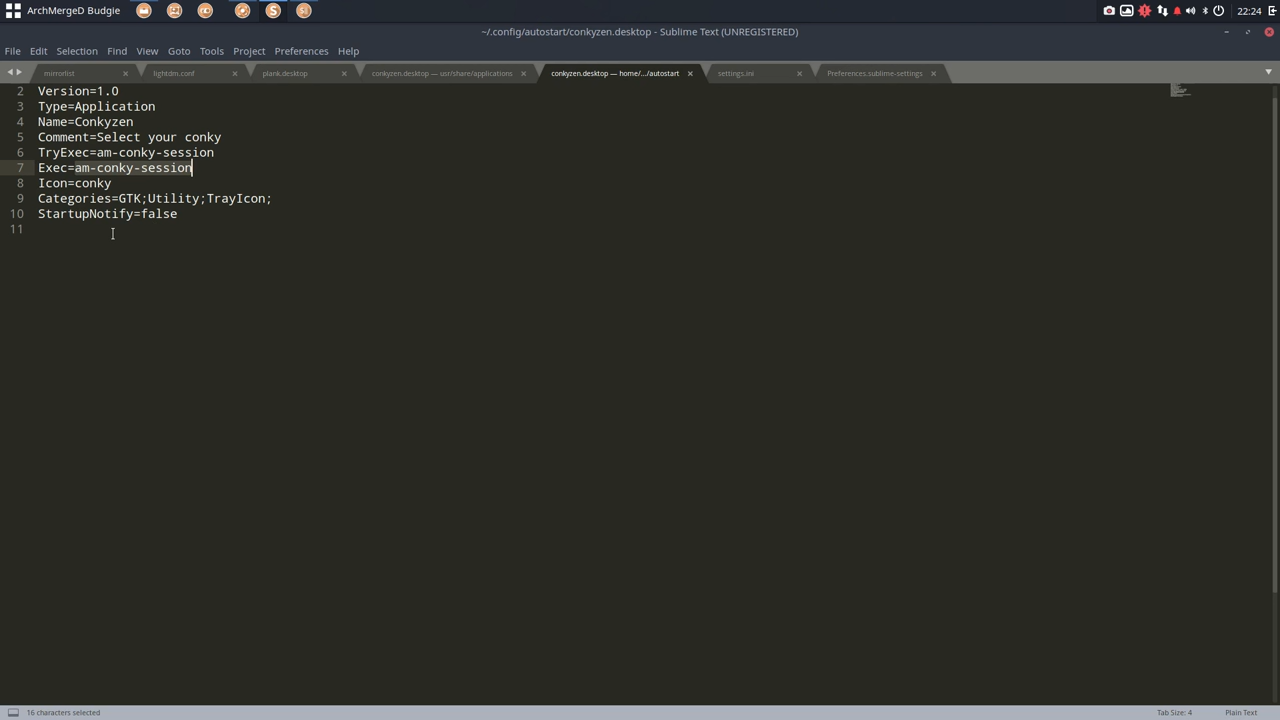 ArchMergeD Budgie
22:24
~/.config/autostart/conkyzen.desktop - Sublime Text (UNREGISTERED)
File Edit Selection Find View Goto Tools Project Preferences Help
mirrorlist
lightdm.conf
plank.desktop
conkyzen.desktop — usr/share/applications
conkyzen.desktop — home/.../autostart
settings.ini
Preferences.sublime-settings
2 Version=1.0
3 Type=Application
4 Name=Conkyzen
5 Comment=Select your conky
6 TryExec=am-conky-session
7 Exec=am-conky-session
8 Icon=conky
9 Categories=GTK;Utility;TrayIcon;
10 StartupNotify=false
11
16 characters selected
Tab Size: 4
Plain Text